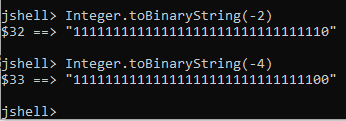 jshell> Integer.toBinaryString(-2)
$32 ==> "11111111111111111111111111111110"
jshell> Integer.toBinaryString(-4)
$33 ==> "11111111111111111111111111111100"
jshell>